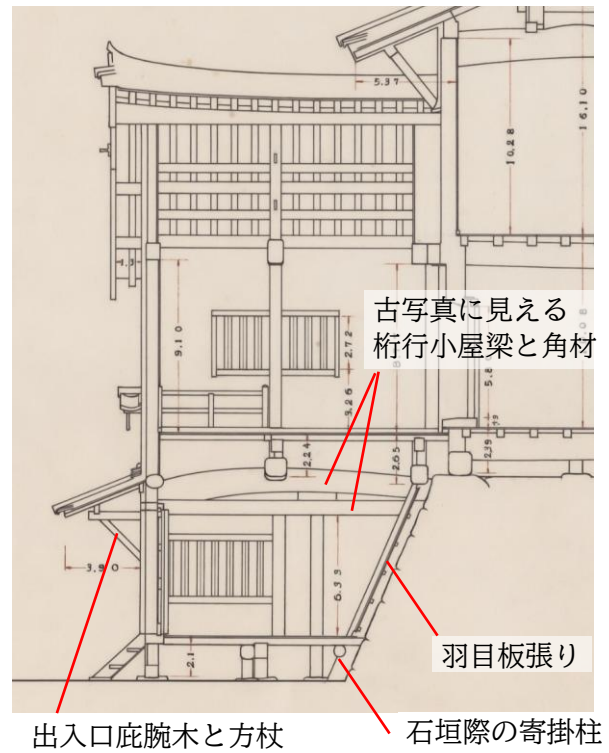 5.37
10.28
16.10
1.3
9.10
古写真に見える
桁行小屋梁と角材
2.72
3.26
2.24
2.65
6.33
3.90
2.1
羽目板張り
出入口庇腕木と方杖
石垣際の寄掛柱